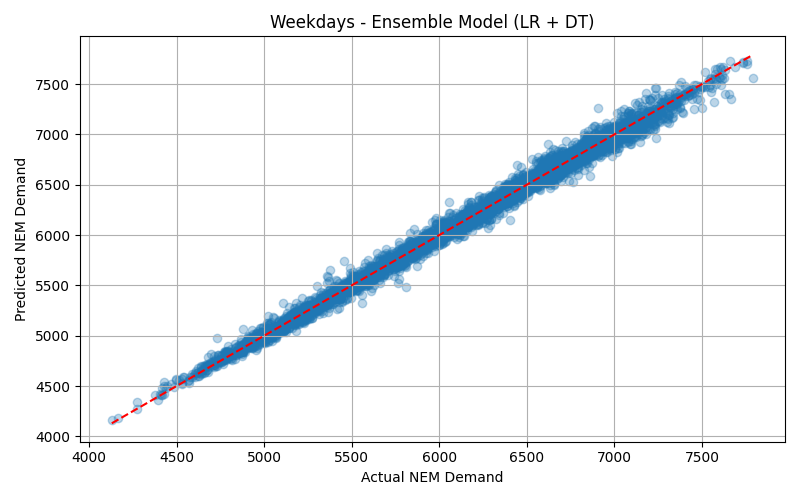 Weekdays - Ensemble Model (LR + DT)
Predicted NEM Demand
7500
7000
6500
6000
5500
5000
4500
4000
4000 4500 5000 5500 6000 6500 7000 7500
Actual NEM Demand